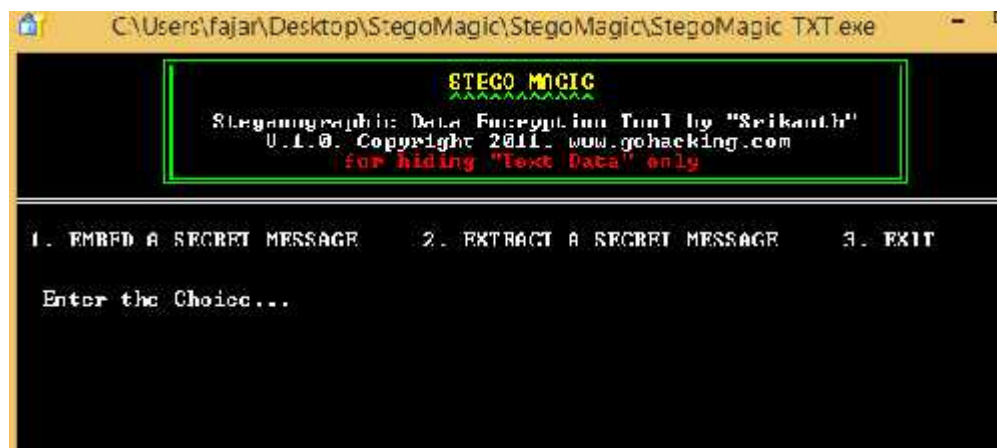 C:\Users\fajar\Desktop\StegoMagic\StegoMagic\StegoMagic TXT.exe
STEGO MAGIC
Steganographic Data Encryption Tool by "Srikanth"
V.1.0. Copyright 2011. www.gohacking.com
for hiding "Text Data" only
1. EMBED A SECRET MESSAGE 2. EXTRACT A SECRET MESSAGE 3. EXIT
Enter the Choice...